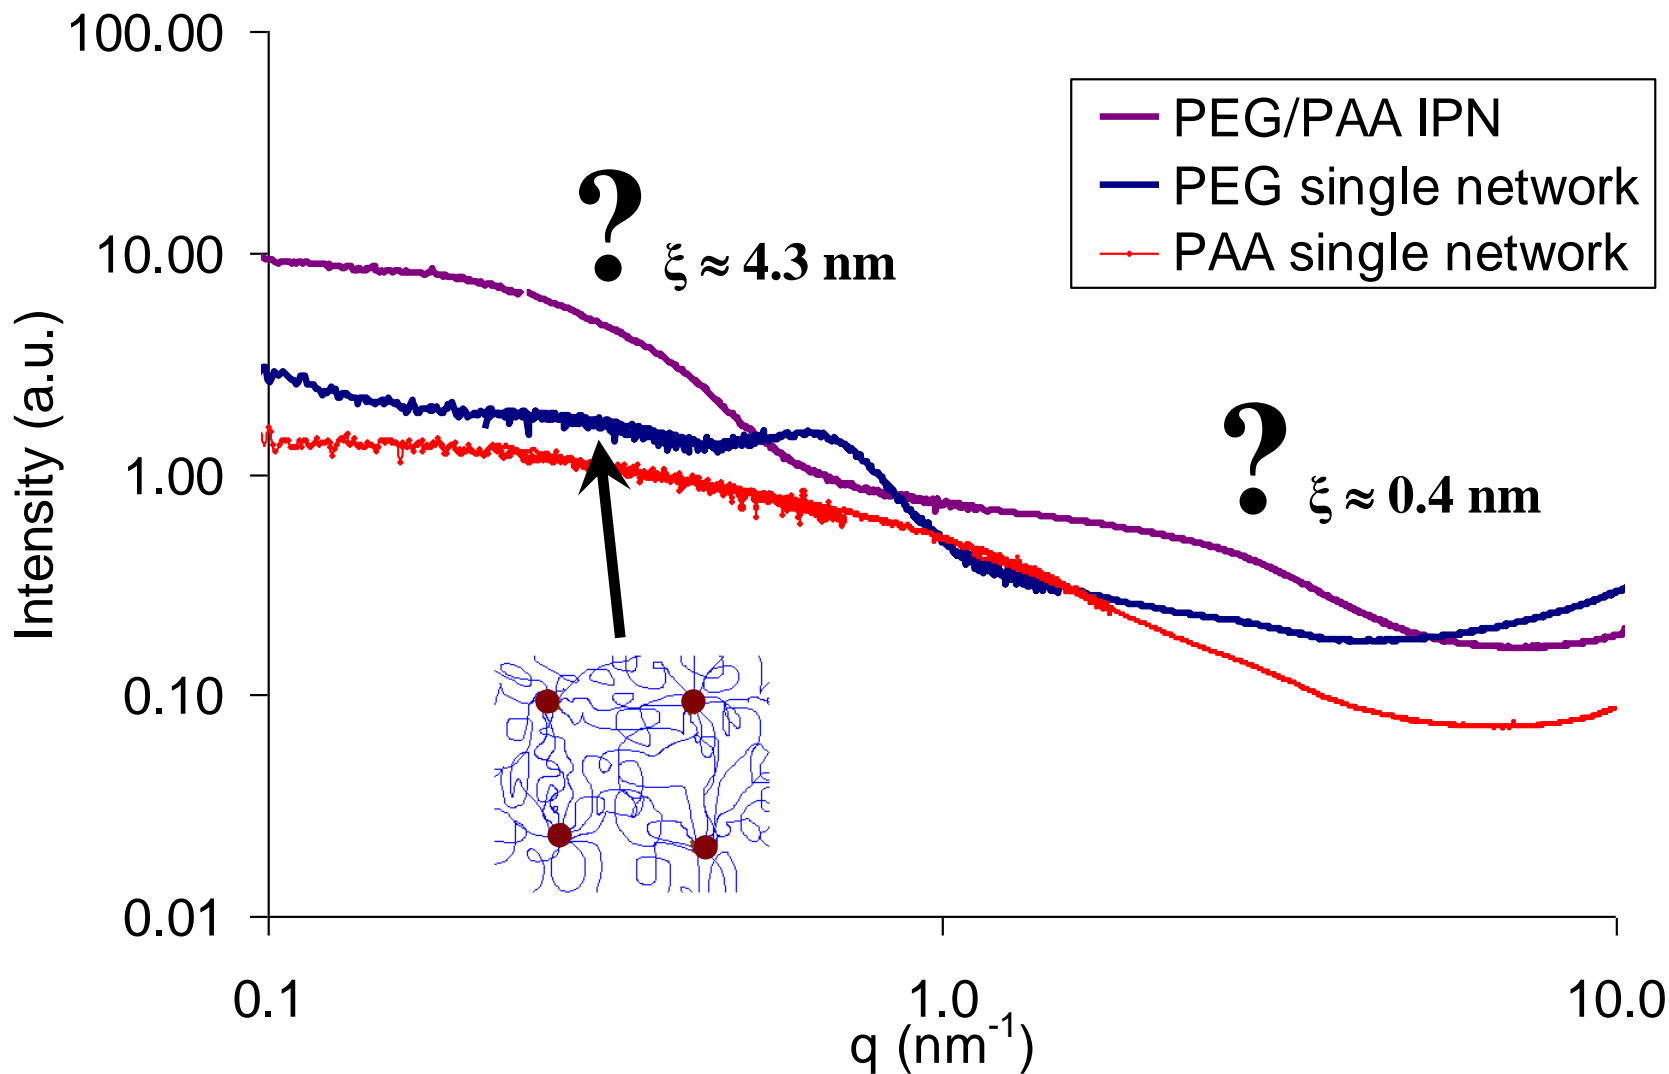 100.00
10.00
1.00
0.10
0.01
Intensity (a.u.)
PEG/PAA IPN
PEG single network
PAA single network
? ξ ≈ 4.3 nm
? ξ ≈ 0.4 nm
0.1 1.0 10.0
q (nm⁻¹)